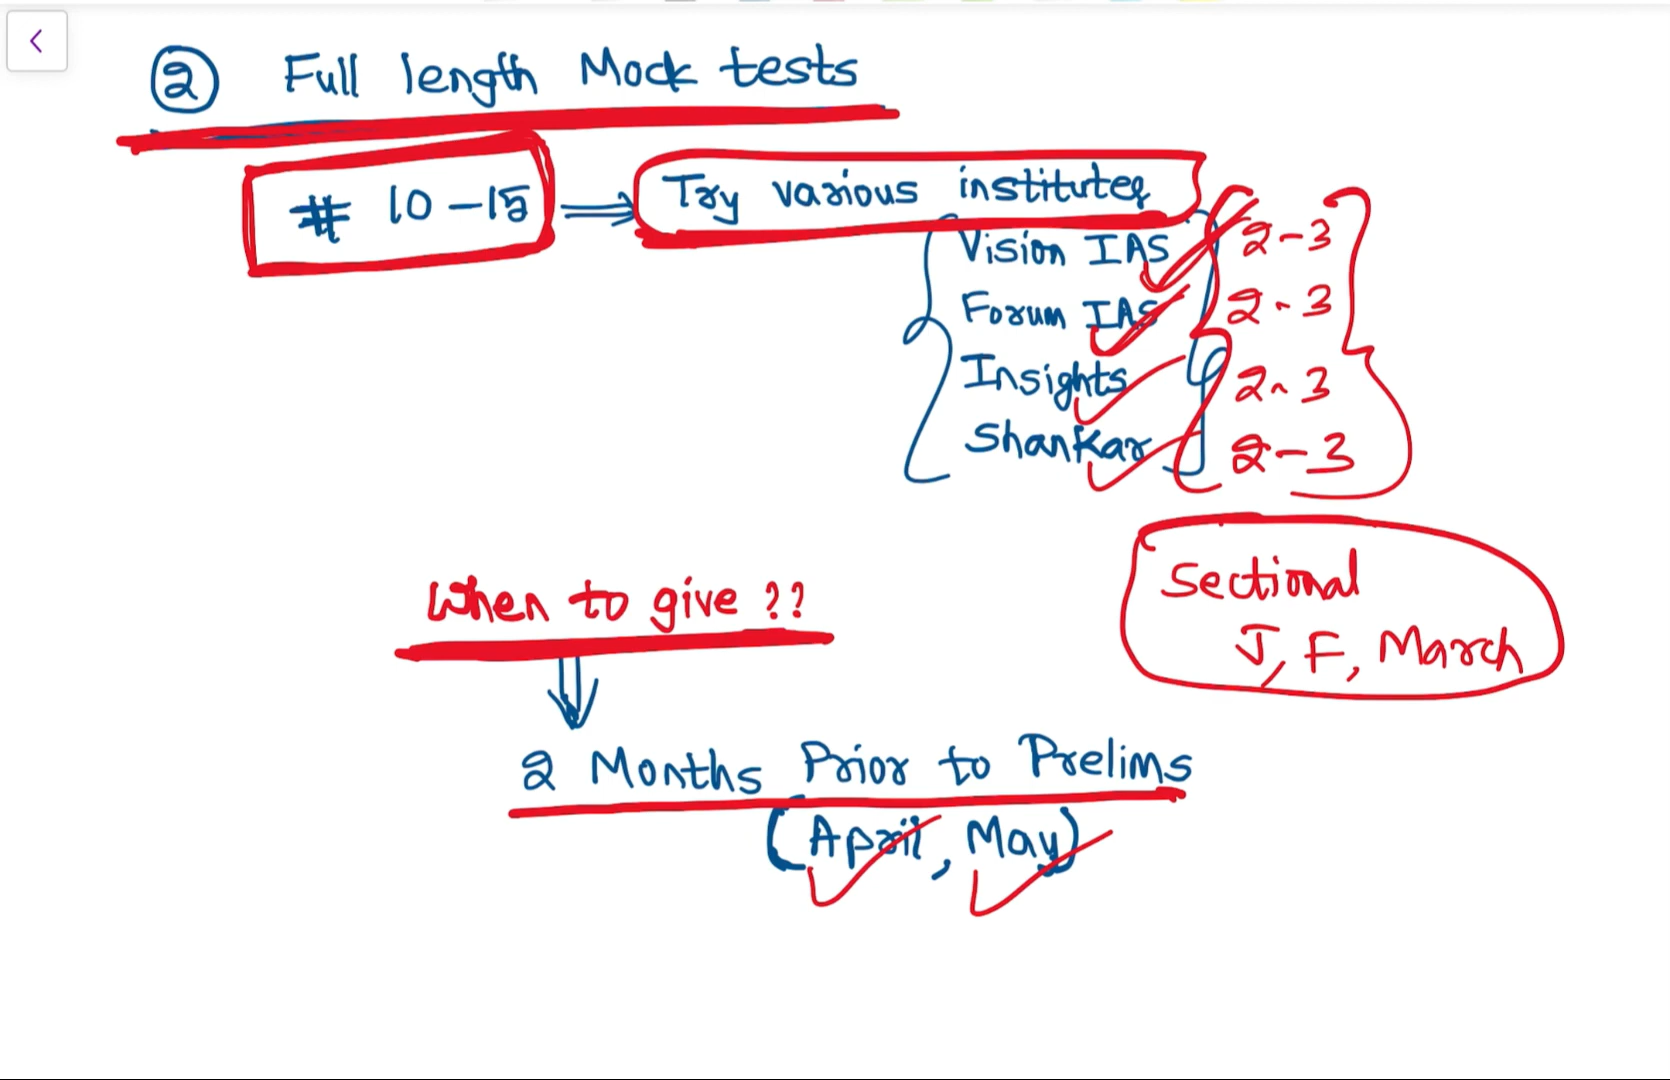 ② Full length Mock tests
# 10-15 ⇒ Try various institutes
Vision IAS 2-3
Forum IAS 2-3
Insights 2-3
Shankar 2-3
Sectional
J, F, March
When to give ??
2 Months Prior to Prelims
(April, May)